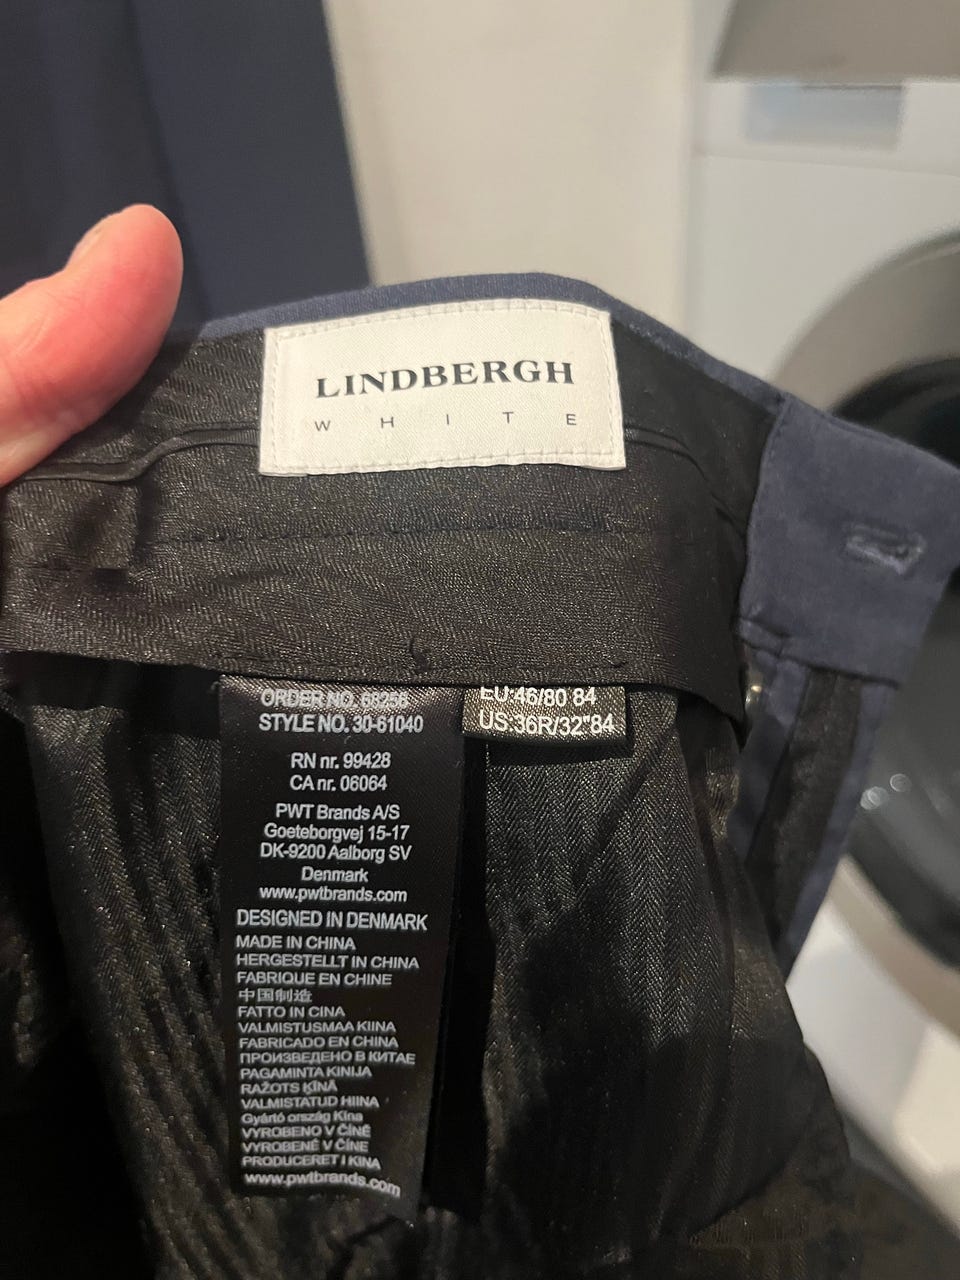 LINDBERGH
WHITE
ORDER NO. 68256
STYLE NO. 30-61040
RN nr. 99428
CA nr. 06064
PWT Brands A/S
Goeteborgvej 15-17
DK-9200 Aalborg SV
Denmark
www.pwtbrands.com
DESIGNED IN DENMARK
MADE IN CHINA
HERGESTELLT IN CHINA
FABRIQUE EN CHINE
中国制造
FATTO IN CINA
VALMISTUSMAA KIINA
FABRICADO EN CHINA
ПРОИЗВЕДЕНО В КИТАЕ
PAGAMINTA KINIJA
RAŽOTS ĶĪNĀ
VALMISTATUD HIINA
Gyártó ország Kína
VYROBENO V ČÍNĚ
VYROBENÉ V ČÍNE
PRODUCERET I KINA
www.pwtbrands.com
EU:46/80 84
US:36R/32"84